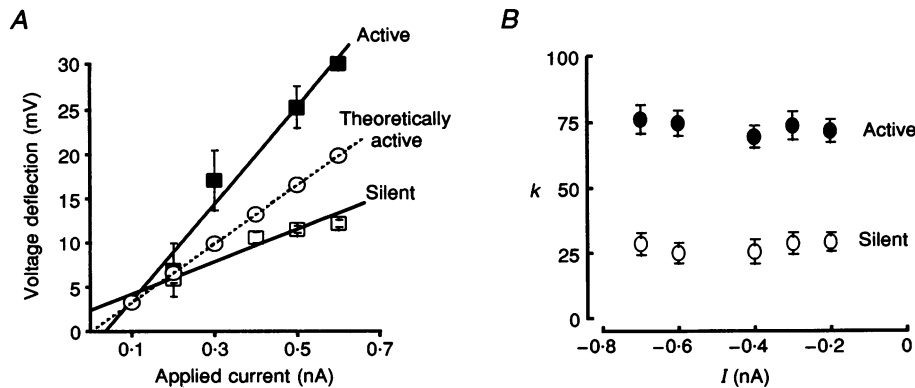 A
Voltage deflection (mV)
30
25
20
15
10
5
0
Active
Theoretically
active
Silent
0·1
0·3
0·5
0·7
Applied current (nA)
B
k
100
75
50
25
0
Active
Silent
−0·8
−0·6
−0·4
−0·2
0
I (nA)